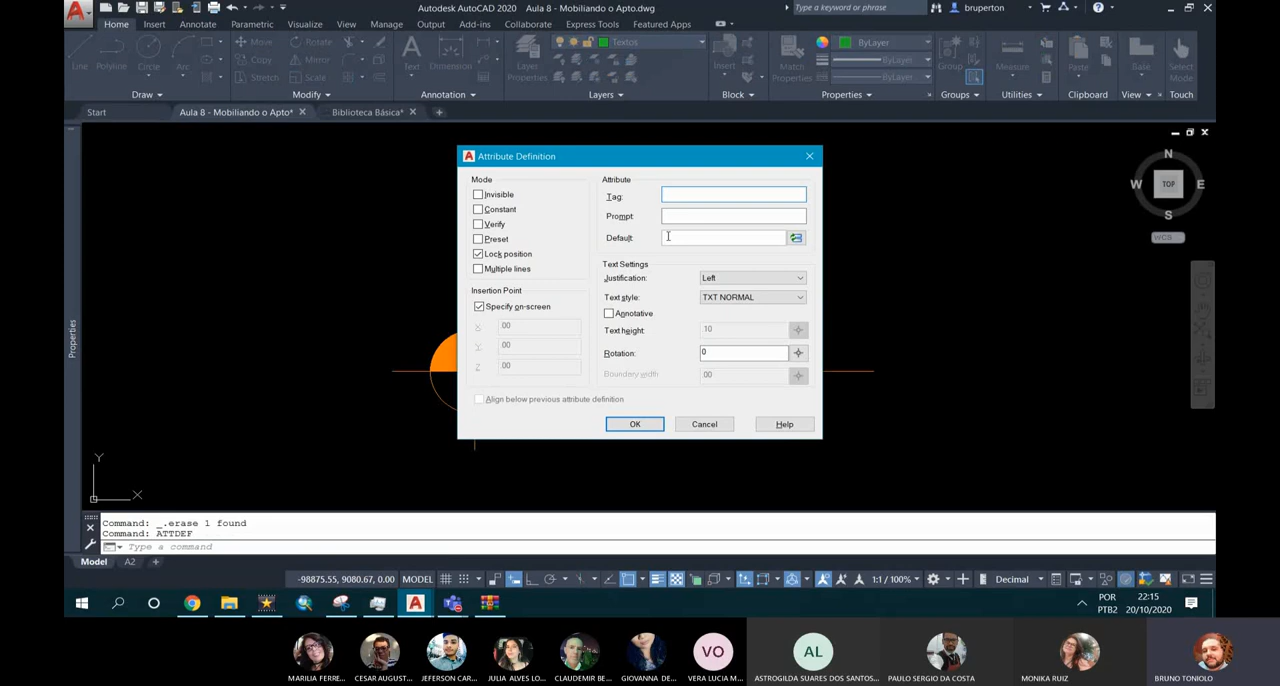 Autodesk AutoCAD 2020 Aula 8 - Mobiliando o Apto.dwg
Type a keyword or phrase
bruperton
Home Insert Annotate Parametric Visualize View Manage Output Add-ins Collaborate Express Tools Featured Apps
Line Polyline Circle Arc
Move Rotate
Copy Mirror
Stretch Scale
Text Dimension
Layer Properties
Textos
Insert
Match Properties
ByLayer
ByLayer
ByLayer
Group
Measure
Paste
Base
Select Mode
Draw Modify Annotation Layers Block Properties Groups Utilities Clipboard View Touch
Start Aula 8 - Mobiliando o Apto* Biblioteca Básica*
Attribute Definition
Mode
Invisible
Constant
Verify
Preset
Lock position
Multiple lines
Insertion Point
Specify on-screen
X .00
Y .00
Z .00
Attribute
Tag:
Prompt:
Default:
Text Settings
Justification: Left
Text style: TXT NORMAL
Annotative
Text height: 10
Rotation: 0
Boundary width: .00
Align below previous attribute definition
OK Cancel Help
N
W TOP E
S
WCS
Properties
Y
X
Command: _.erase 1 found
Command: ATTDEF
Type a command
Model A2
-98875.55, 9080.67, 0.00 MODEL 1:1 / 100% Decimal
POR
PTB2
22:15
20/10/2020
VO AL
MARILIA FERRE... CESAR AUGUST... JEFERSON CAR... JULIA ALVES LO... CLAUDEMIR BE... GIOVANNA DE... VERA LUCIA M... ASTROGILDA SUARES DOS SANTOS... PAULO SERGIO DA COSTA MONIKA RUIZ BRUNO TONIOLO